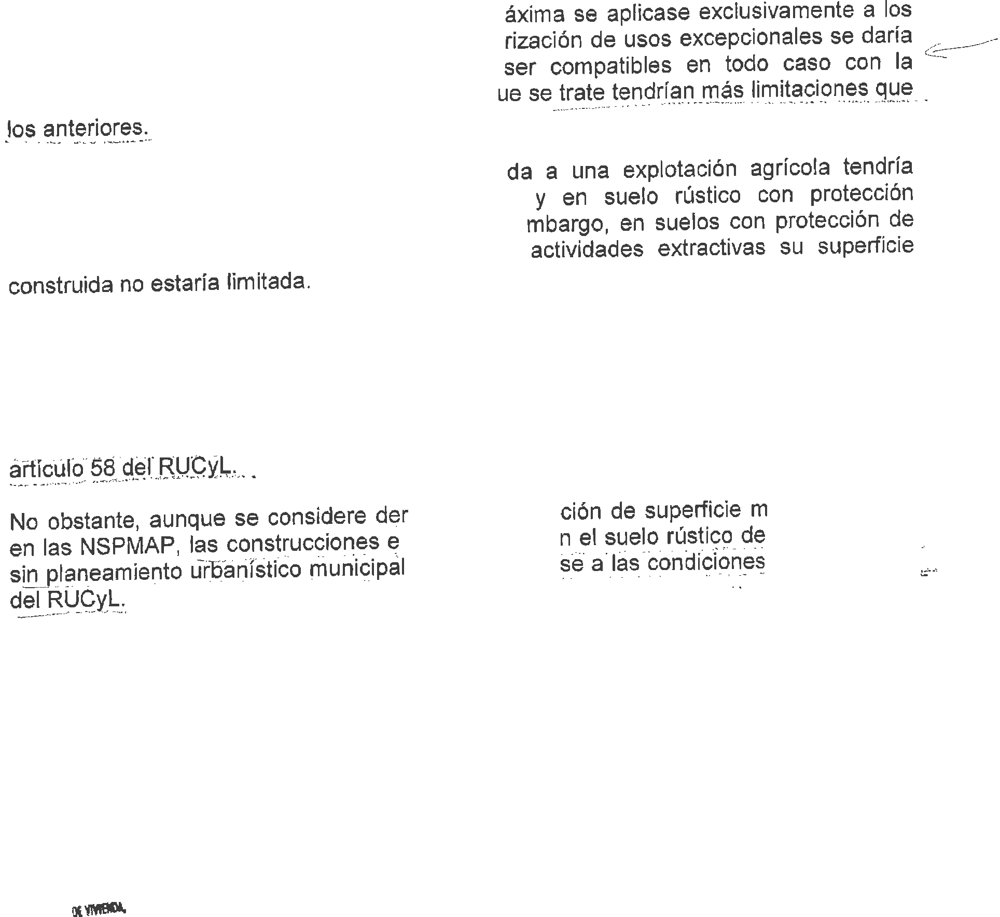 áxima se aplicase exclusivamente a los
rización de usos excepcionales se daría
ser compatibles en todo caso con la
ue se trate tendrían más limitaciones que
los anteriores.
da a una explotación agrícola tendría
y en suelo rústico con protección
mbargo, en suelos con protección de
actividades extractivas su superficie
construida no estaría limitada.
artículo 58 del RUCyL.
No obstante, aunque se considere der ción de superficie m
en las NSPMAP, las construcciones e n el suelo rústico de
sin planeamiento urbanístico municipal se a las condiciones
del RUCyL.
DE VIVIENDA,